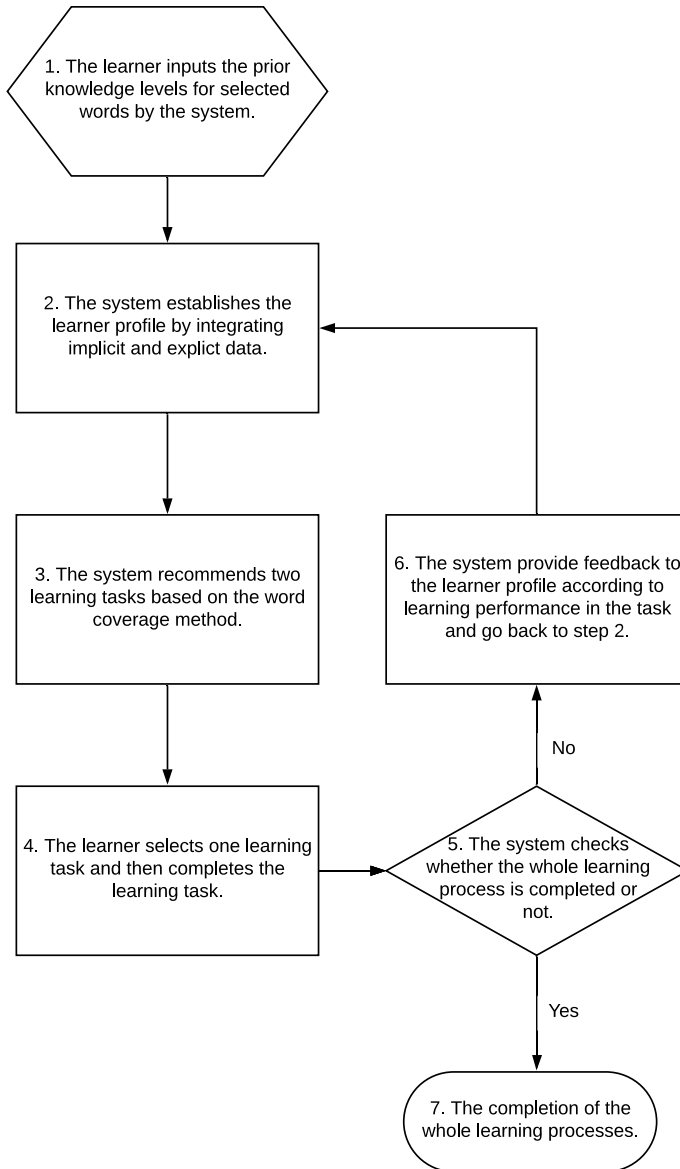 1. The learner inputs the prior
knowledge levels for selected
words by the system.
2. The system establishes the
learner profile by integrating
implicit and explict data.
3. The system recommends two
learning tasks based on the word
coverage method.
4. The learner selects one learning
task and then completes the
learning task.
5. The system checks
whether the whole learning
process is completed or
not.
No
6. The system provide feedback to
the learner profile according to
learning performance in the task
and go back to step 2.
Yes
7. The completion of the
whole learning processes.